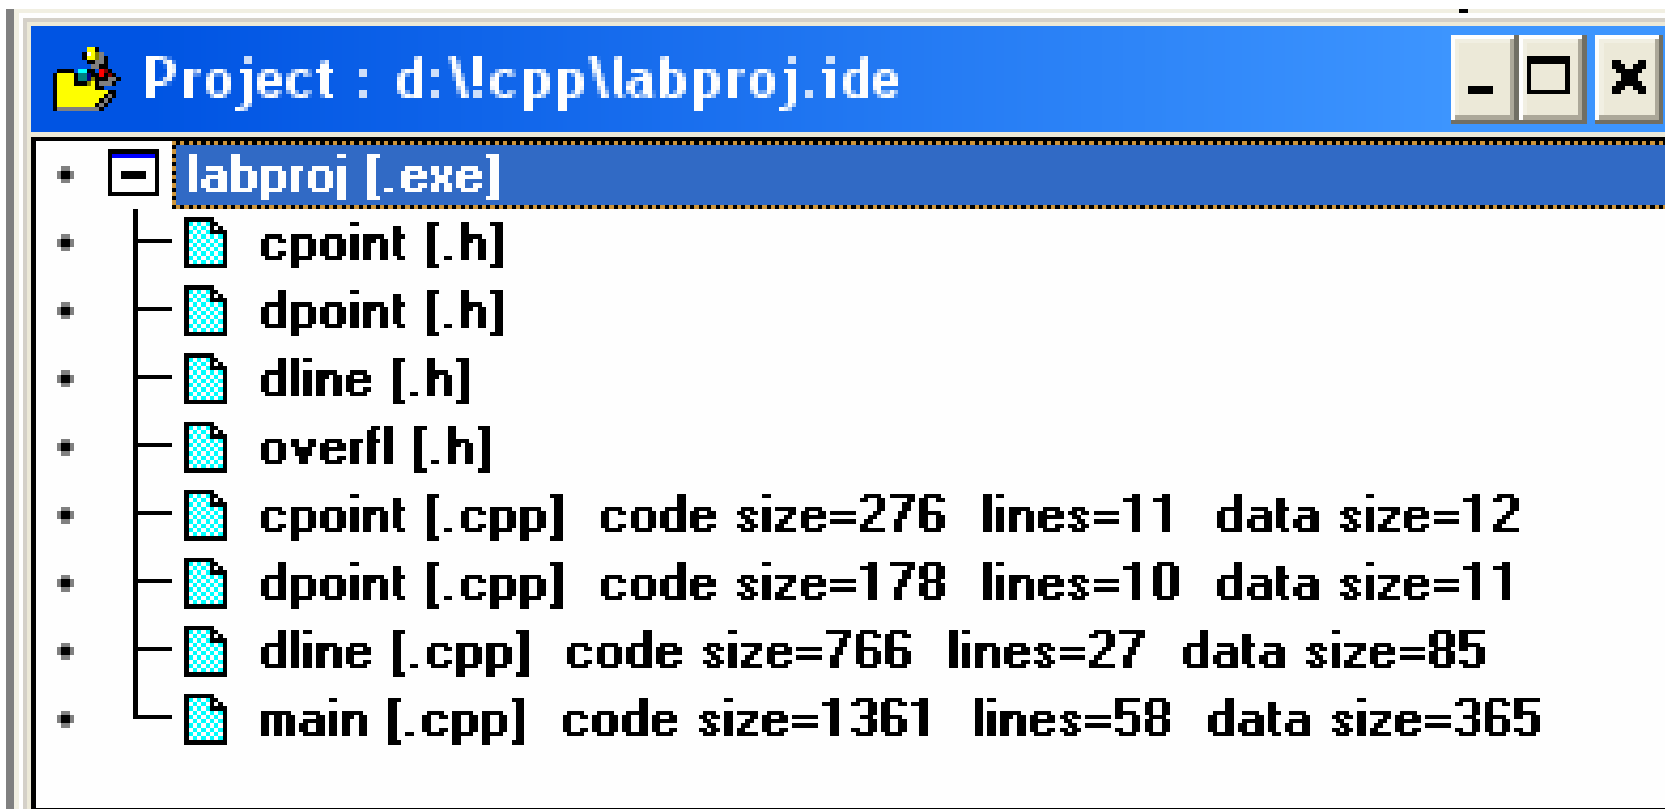 Project : d:\!cpp\labproj.ide
labproj [.exe]
cpoint [.h]
dpoint [.h]
dline [.h]
overfl [.h]
cpoint [.cpp]  code size=276  lines=11  data size=12
dpoint [.cpp]  code size=178  lines=10  data size=11
dline [.cpp]  code size=766  lines=27  data size=85
main [.cpp]  code size=1361  lines=58  data size=365